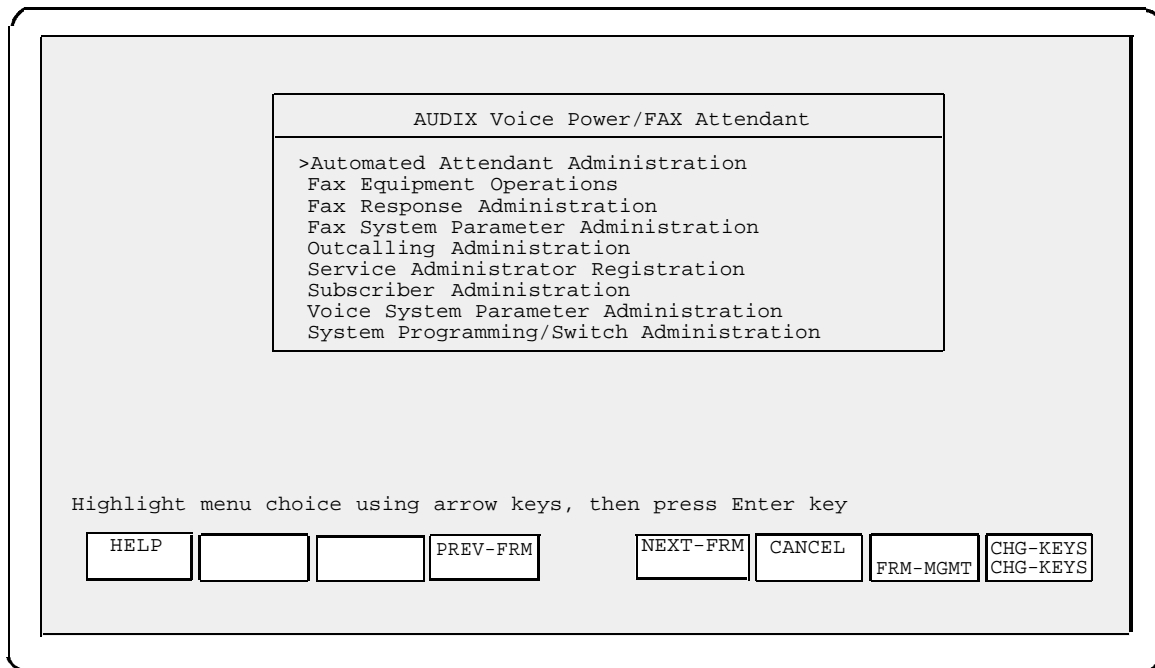 AUDIX Voice Power/FAX Attendant
>Automated Attendant Administration
Fax Equipment Operations
Fax Response Administration
Fax System Parameter Administration
Outcalling Administration
Service Administrator Registration
Subscriber Administration
Voice System Parameter Administration
System Programming/Switch Administration
Highlight menu choice using arrow keys, then press Enter key
HELP PREV-FRM NEXT-FRM CANCEL CHG-KEYS
FRM-MGMT CHG-KEYS